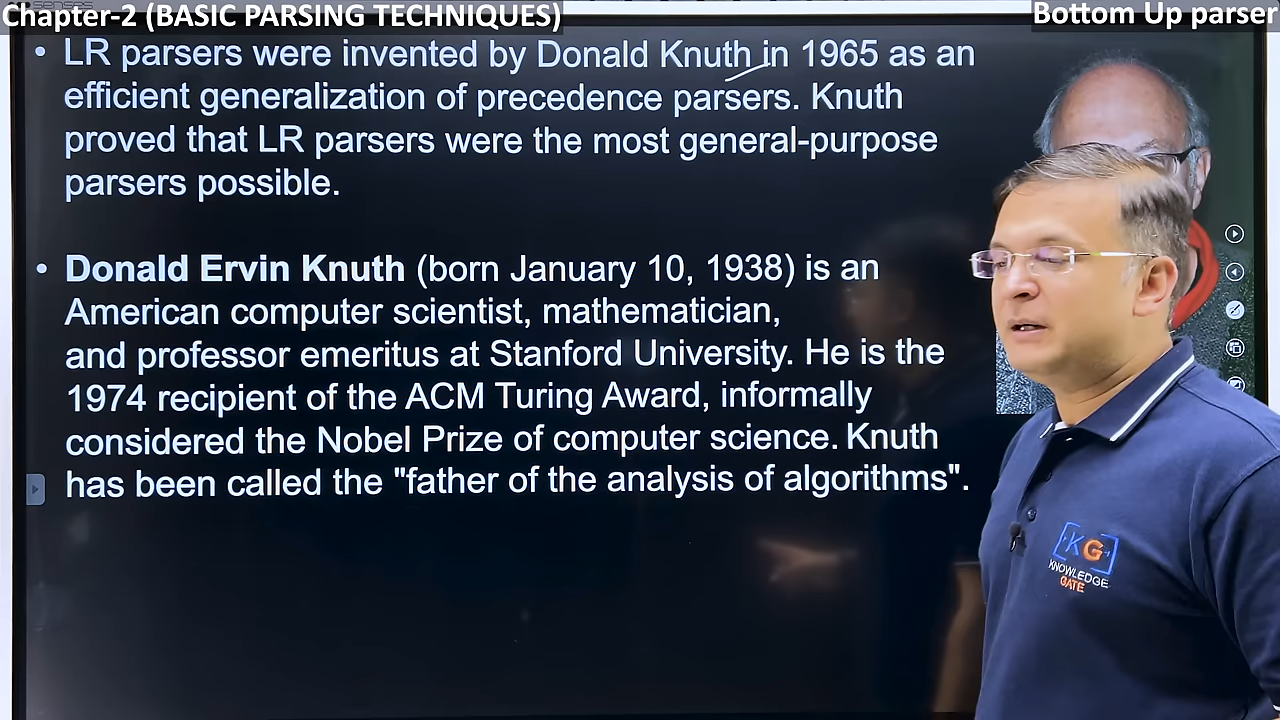 Chapter-2 (BASIC PARSING TECHNIQUES)
Bottom Up parser
• LR parsers were invented by Donald Knuth in 1965 as an
efficient generalization of precedence parsers. Knuth
proved that LR parsers were the most general-purpose
parsers possible.
• Donald Ervin Knuth (born January 10, 1938) is an
American computer scientist, mathematician,
and professor emeritus at Stanford University. He is the
1974 recipient of the ACM Turing Award, informally
considered the Nobel Prize of computer science. Knuth
has been called the "father of the analysis of algorithms".
KG
KNOWLEDGE
GATE